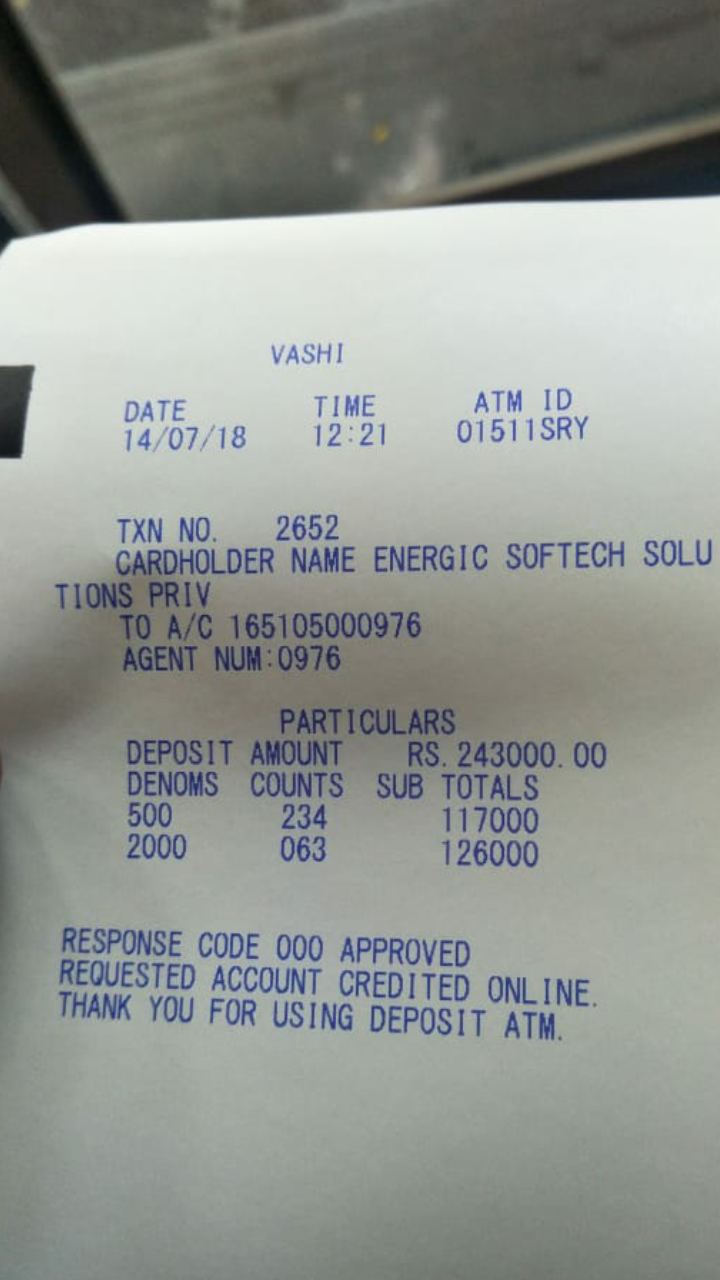 VASHI
DATE TIME ATM ID
14/07/18 12:21 01511SRY
TXN NO. 2652
CARDHOLDER NAME ENERGIC SOFTECH SOLU
TIONS PRIV
TO A/C 165105000976
AGENT NUM:0976
PARTICULARS
DEPOSIT AMOUNT RS.243000.00
DENOMS COUNTS SUB TOTALS
500 234 117000
2000 063 126000
RESPONSE CODE 000 APPROVED
REQUESTED ACCOUNT CREDITED ONLINE.
THANK YOU FOR USING DEPOSIT ATM.